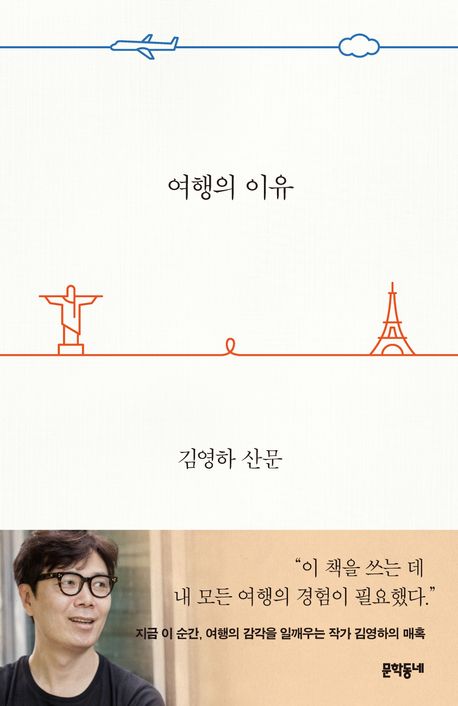 여행의 이유
김영하 산문
“이 책을 쓰는 데
내 모든 여행의 경험이 필요했다.”
지금 이 순간, 여행의 감각을 일깨우는 작가 김영하의 매혹
문학동네